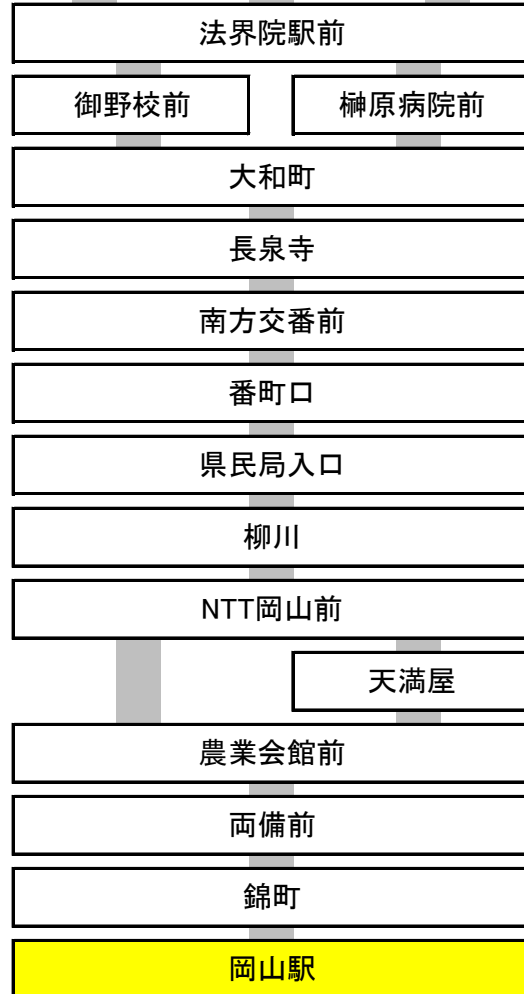 法界院駅前
御野校前 榊原病院前
大和町
長泉寺
南方交番前
番町口
県民局入口
柳川
NTT岡山前
天満屋
農業会館前
両備前
錦町
岡山駅